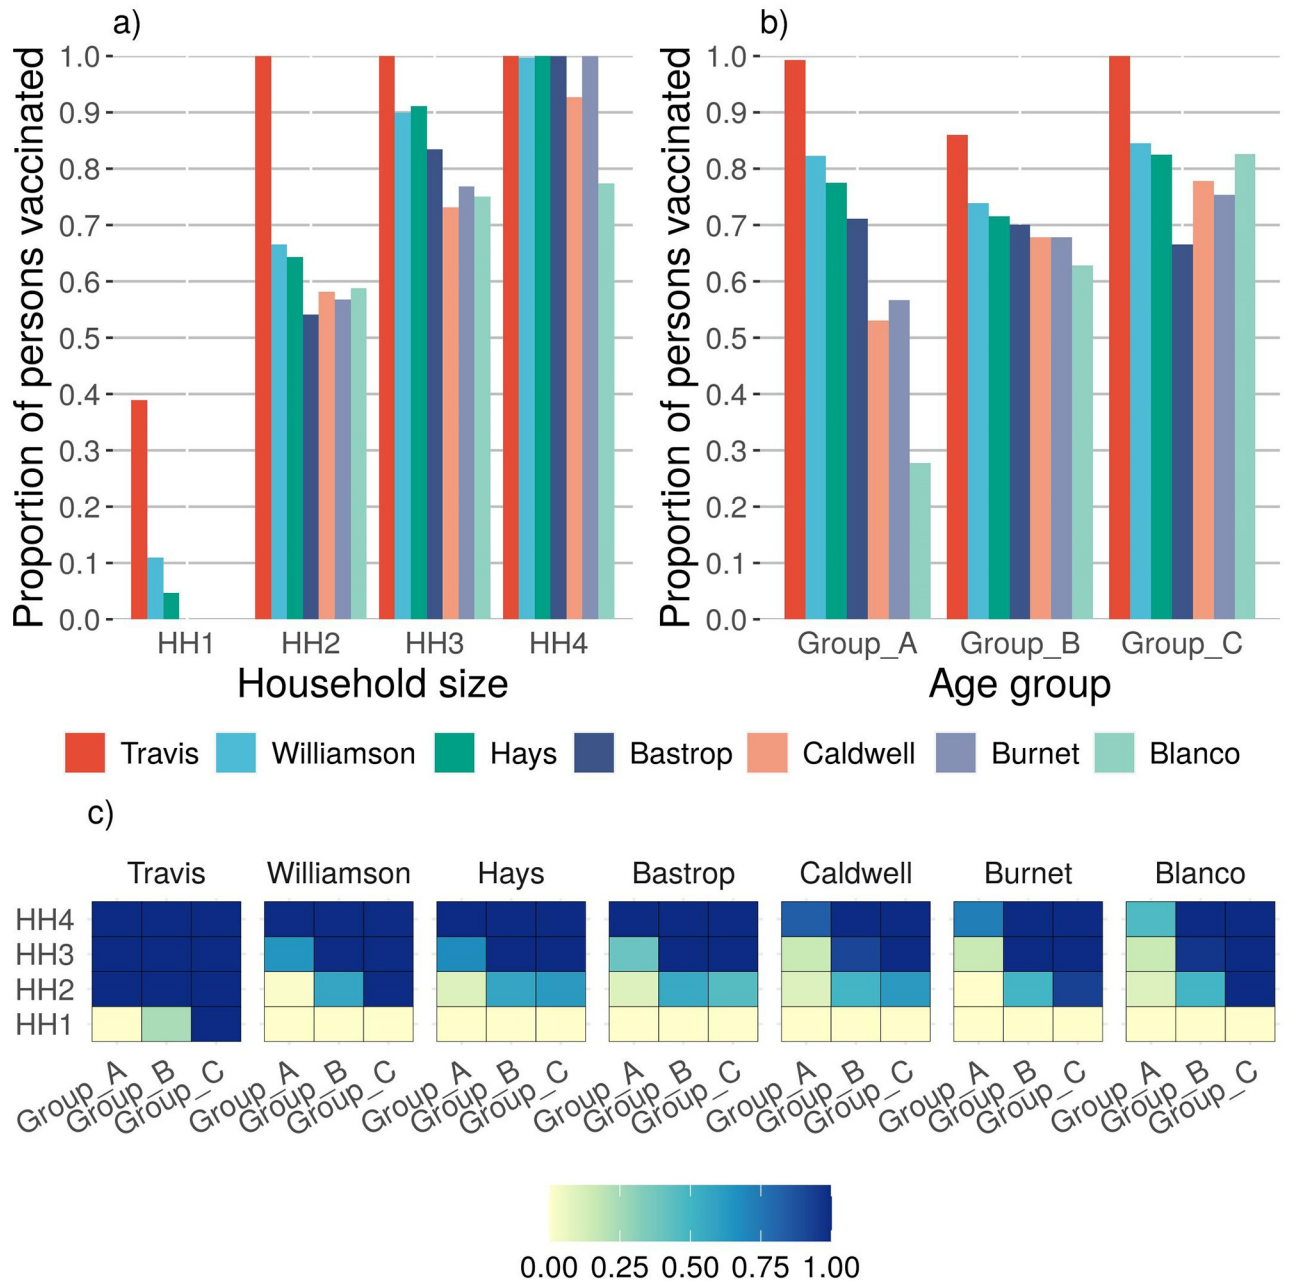 a) b)
Proportion of persons vaccinated
1.0
0.9
0.8
0.7
0.6
0.5
0.4
0.3
0.2
0.1
0.0
HH1 HH2 HH3 HH4
Household size
Proportion of persons vaccinated
1.0
0.9
0.8
0.7
0.6
0.5
0.4
0.3
0.2
0.1
0.0
Group_A Group_B Group_C
Age group
Travis Williamson Hays Bastrop Caldwell Burnet Blanco
c)
Travis Williamson Hays Bastrop Caldwell Burnet Blanco
HH4
HH3
HH2
HH1
Group_A Group_B Group_C Group_A Group_B Group_C Group_A Group_B Group_C Group_A Group_B Group_C Group_A Group_B Group_C Group_A Group_B Group_C Group_A Group_B Group_C
0.00 0.25 0.50 0.75 1.00